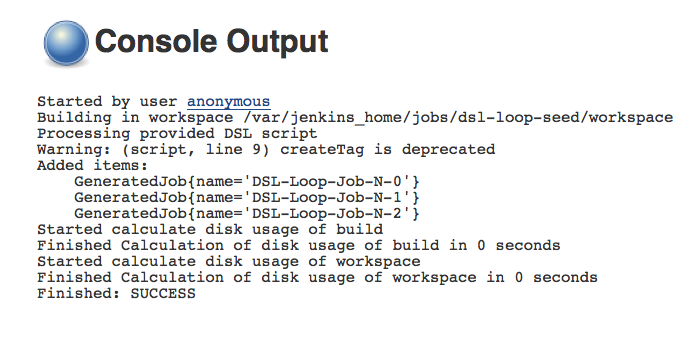 Console Output
Started by user anonymous
Building in workspace /var/jenkins_home/jobs/dsl-loop-seed/workspace
Processing provided DSL script
Warning: (script, line 9) createTag is deprecated
Added items:
GeneratedJob{name='DSL-Loop-Job-N-0'}
GeneratedJob{name='DSL-Loop-Job-N-1'}
GeneratedJob{name='DSL-Loop-Job-N-2'}
Started calculate disk usage of build
Finished Calculation of disk usage of build in 0 seconds
Started calculate disk usage of workspace
Finished Calculation of disk usage of workspace in 0 seconds
Finished: SUCCESS